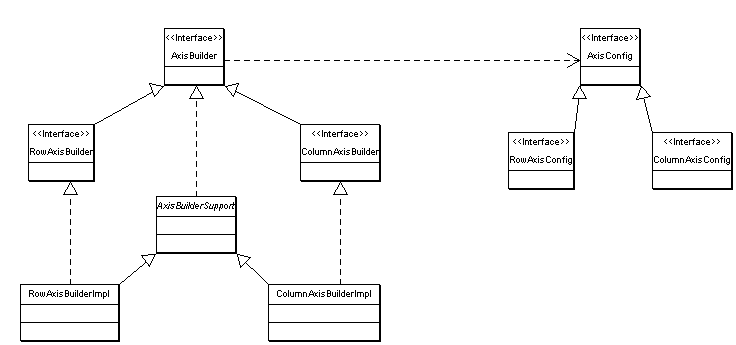 <<Interface>>
AxisBuilder
<<Interface>>
AxisConfig
<<Interface>>
RowAxisBuilder
<<Interface>>
ColumnAxisBuilder
<<Interface>>
RowAxisConfig
<<Interface>>
ColumnAxisConfig
AxisBuilderSupport
RowAxisBuilderImpl
ColumnAxisBuilderImpl